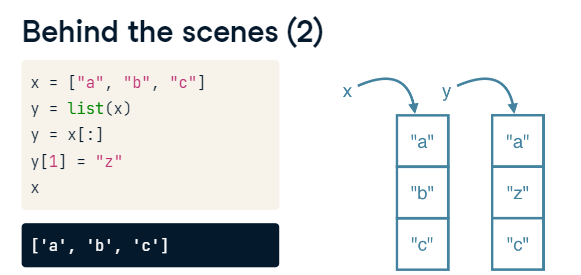 Behind the scenes (2)
x = ["a", "b", "c"]
y = list(x)
y = x[:]
y[1] = "z"
x
['a', 'b', 'c']
x
y
"a"
"b"
"c"
"a"
"z"
"c"